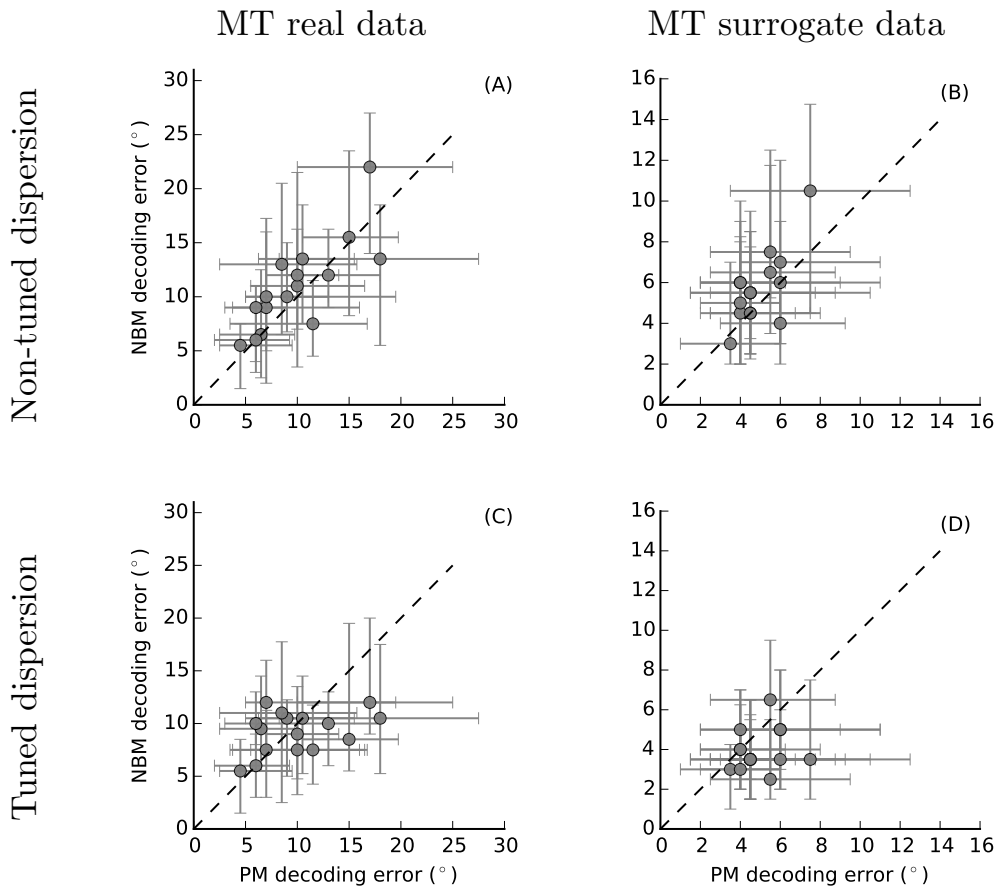 MT real data
MT surrogate data
Non-tuned dispersion
NBM decoding error (°)
30
25
20
15
10
5
0
0 5 10 15 20 25 30
(A)
16
14
12
10
8
6
4
2
0
0 2 4 6 8 10 12 14 16
(B)
Tuned dispersion
NBM decoding error (°)
30
25
20
15
10
5
0
0 5 10 15 20 25 30
PM decoding error (°)
(C)
16
14
12
10
8
6
4
2
0
0 2 4 6 8 10 12 14 16
PM decoding error (°)
(D)